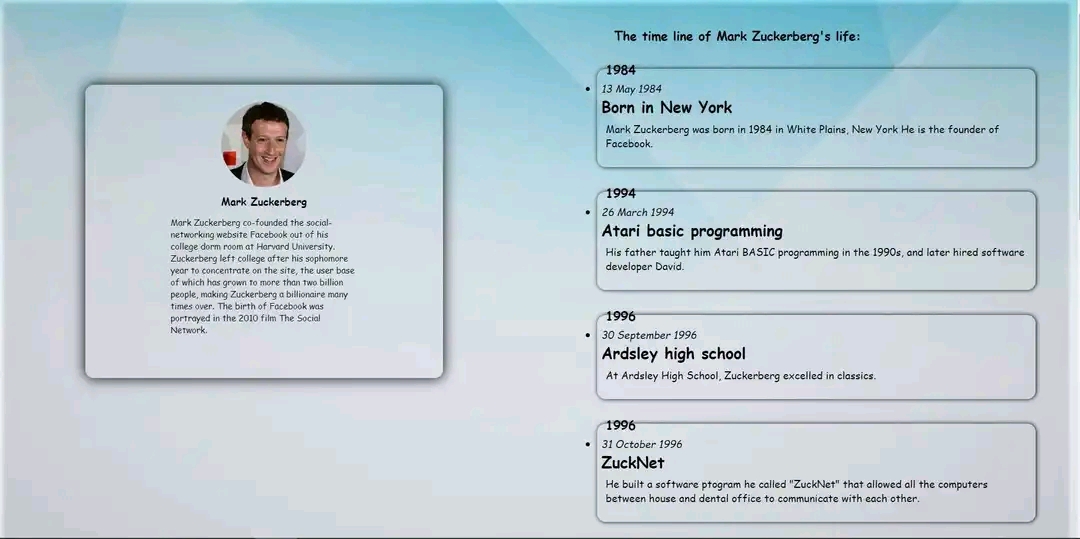 Mark Zuckerberg
Mark Zuckerberg co-founded the social-
networking website Facebook out of his
college dorm room at Harvard University.
Zuckerberg left college after his sophomore
year to concentrate on the site, the user base
of which has grown to more than two billion
people, making Zuckerberg a billionaire many
times over. The birth of Facebook was
portrayed in the 2010 film The Social
Network.
The time line of Mark Zuckerberg's life:
1984
13 May 1984
Born in New York
Mark Zuckerberg was born in 1984 in White Plains, New York He is the founder of
Facebook.
1994
26 March 1994
Atari basic programming
His father taught him Atari BASIC programming in the 1990s, and later hired software
developer David.
1996
30 September 1996
Ardsley high school
At Ardsley High School, Zuckerberg excelled in classics.
1996
31 October 1996
ZuckNet
He built a software ptogram he called "ZuckNet" that allowed all the computers
between house and dental office to communicate with each other.